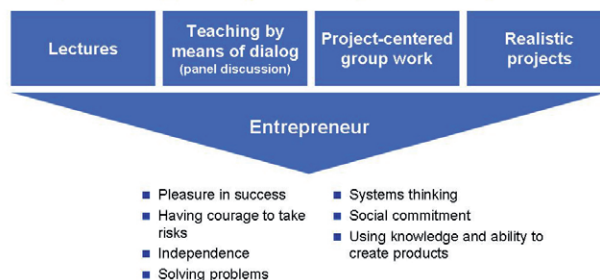 Lectures
Teaching by
means of dialog
(panel discussion)
Project-centered
group work
Realistic
projects
Entrepreneur
Pleasure in success
Having courage to take
risks
Independence
Solving problems
Systems thinking
Social commitment
Using knowledge and ability to
create products